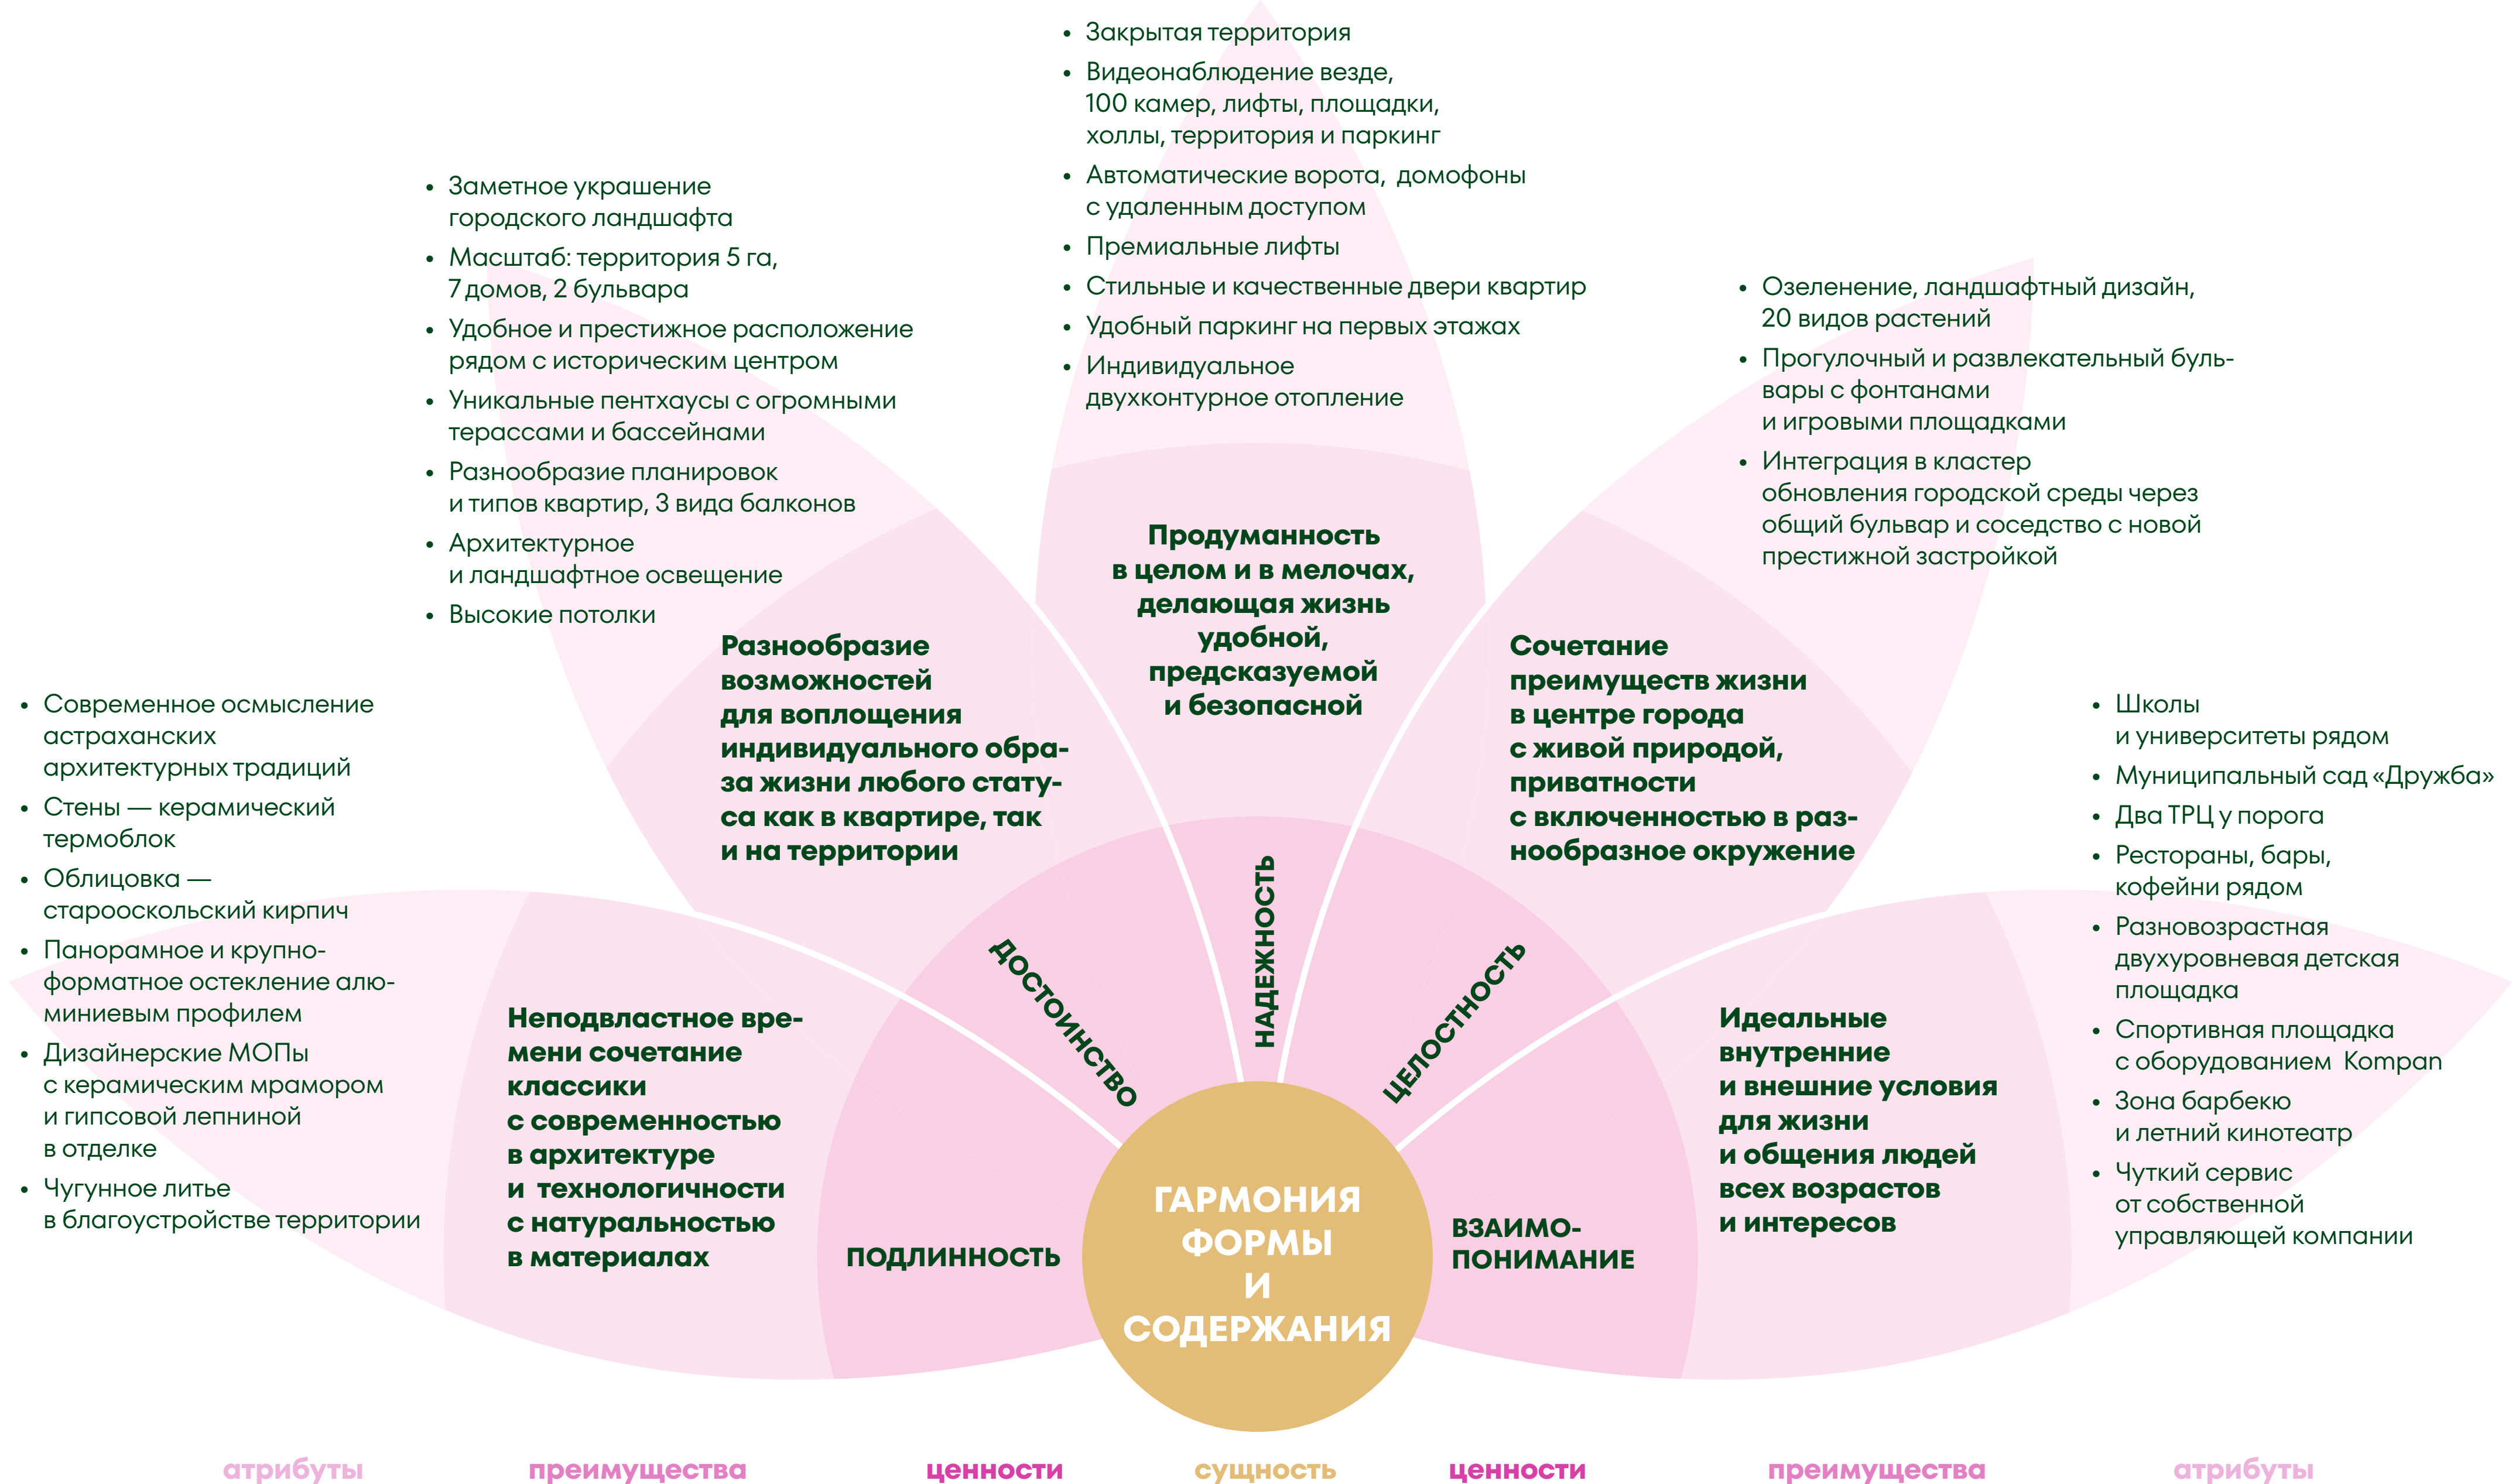 • Закрытая территория
• Видеонаблюдение везде,
100 камер, лифты, площадки,
холлы, территория и паркинг
• Автоматические ворота, домофоны
с удаленным доступом
• Премиальные лифты
• Стильные и качественные двери квартир
• Удобный паркинг на первых этажах
• Индивидуальное
двухконтурное отопление
Продуманность
в целом и в мелочах,
делающая жизнь
удобной,
предсказуемой
и безопасной
НАДЕЖНОСТЬ
• Заметное украшение
городского ландшафта
• Масштаб: территория 5 га,
7 домов, 2 бульвара
• Удобное и престижное расположение
рядом с историческим центром
• Уникальные пентхаусы с огромными
терассами и бассейнами
• Разнообразие планировок
и типов квартир, 3 вида балконов
• Архитектурное
и ландшафтное освещение
• Высокие потолки
Разнообразие
возможностей
для воплощения
индивидуального обра-
за жизни любого стату-
са как в квартире, так
и на территории
ДОСТОИНСТВО
• Озеленение, ландшафтный дизайн,
20 видов растений
• Прогулочный и развлекательный буль-
вары с фонтанами
и игровыми площадками
• Интеграция в кластер
обновления городской среды через
общий бульвар и соседство с новой
престижной застройкой
Сочетание
преимуществ жизни
в центре города
с живой природой,
приватности
с включенностью в раз-
нообразное окружение
ЦЕЛОСТНОСТЬ
• Современное осмысление
астраханских
архитектурных традиций
• Стены — керамический
термоблок
• Облицовка —
старооскольский кирпич
• Панорамное и крупно-
форматное остекление алю-
миниевым профилем
• Дизайнерские МОПы
с керамическим мрамором
и гипсовой лепниной
в отделке
• Чугунное литье
в благоустройстве территории
Неподвластное вре-
мени сочетание
классики
с современностью
в архитектуре
и технологичности
с натуральностью
в материалах
ПОДЛИННОСТЬ
ГАРМОНИЯ
ФОРМЫ
И
СОДЕРЖАНИЯ
ВЗАИМО-
ПОНИМАНИЕ
Идеальные
внутренние
и внешние условия
для жизни
и общения людей
всех возрастов
и интересов
• Школы
и университеты рядом
• Муниципальный сад «Дружба»
• Два ТРЦ у порога
• Рестораны, бары,
кофейни рядом
• Разновозрастная
двухуровневая детская
площадка
• Спортивная площадка
с оборудованием Kompan
• Зона барбекю
и летний кинотеатр
• Чуткий сервис
от собственной
управляющей компании
атрибуты преимущества ценности сущность ценности преимущества атрибуты